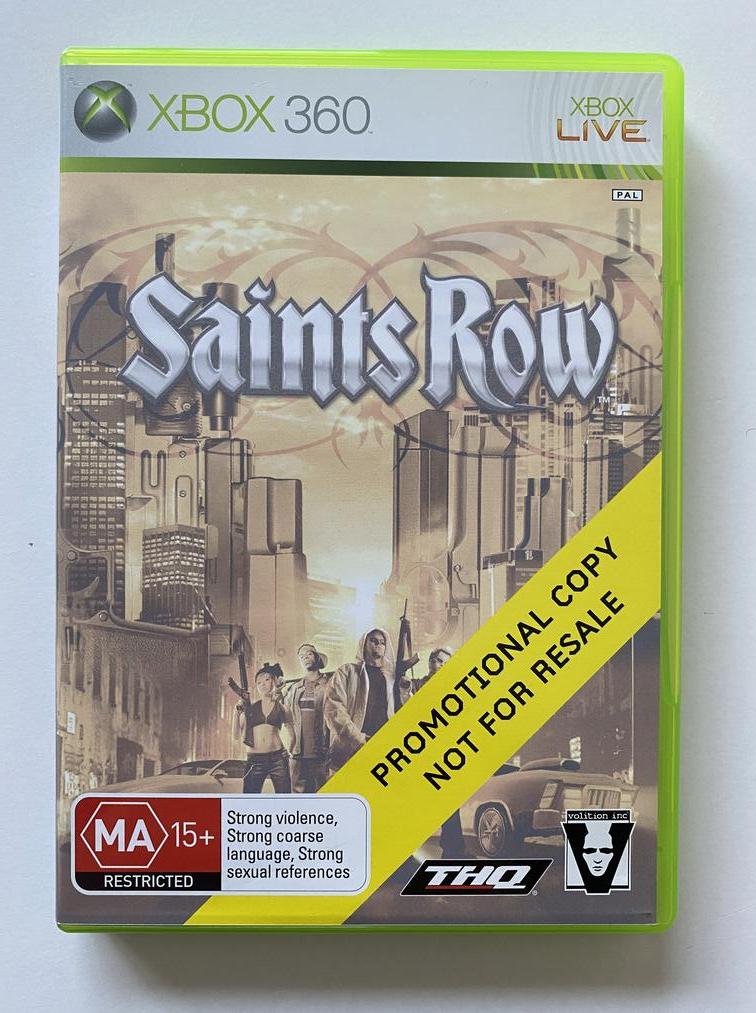 XBOX 360
XBOX
LIVE
PAL
Saints Row
TM
PROMOTIONAL COPY
NOT FOR RESALE
MA 15+
RESTRICTED
Strong violence,
Strong coarse
language, Strong
sexual references
THQ
®
volition inc
V